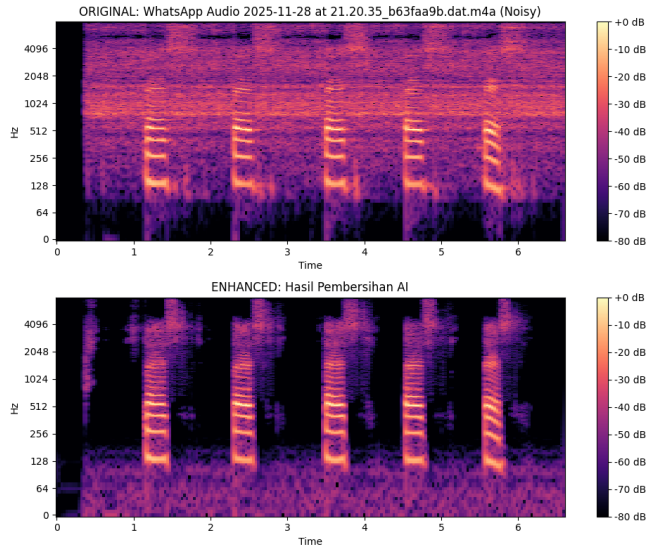 ORIGINAL: WhatsApp Audio 2025-11-28 at 21.20.35_b63faa9b.dat.m4a (Noisy)
4096
2048
1024
512
256
128
64
0
Hz
0 1 2 3 4 5 6
Time
+0 dB
-10 dB
-20 dB
-30 dB
-40 dB
-50 dB
-60 dB
-70 dB
-80 dB
ENHANCED: Hasil Pembersihan AI
4096
2048
1024
512
256
128
64
0
Hz
0 1 2 3 4 5 6
Time
+0 dB
-10 dB
-20 dB
-30 dB
-40 dB
-50 dB
-60 dB
-70 dB
-80 dB